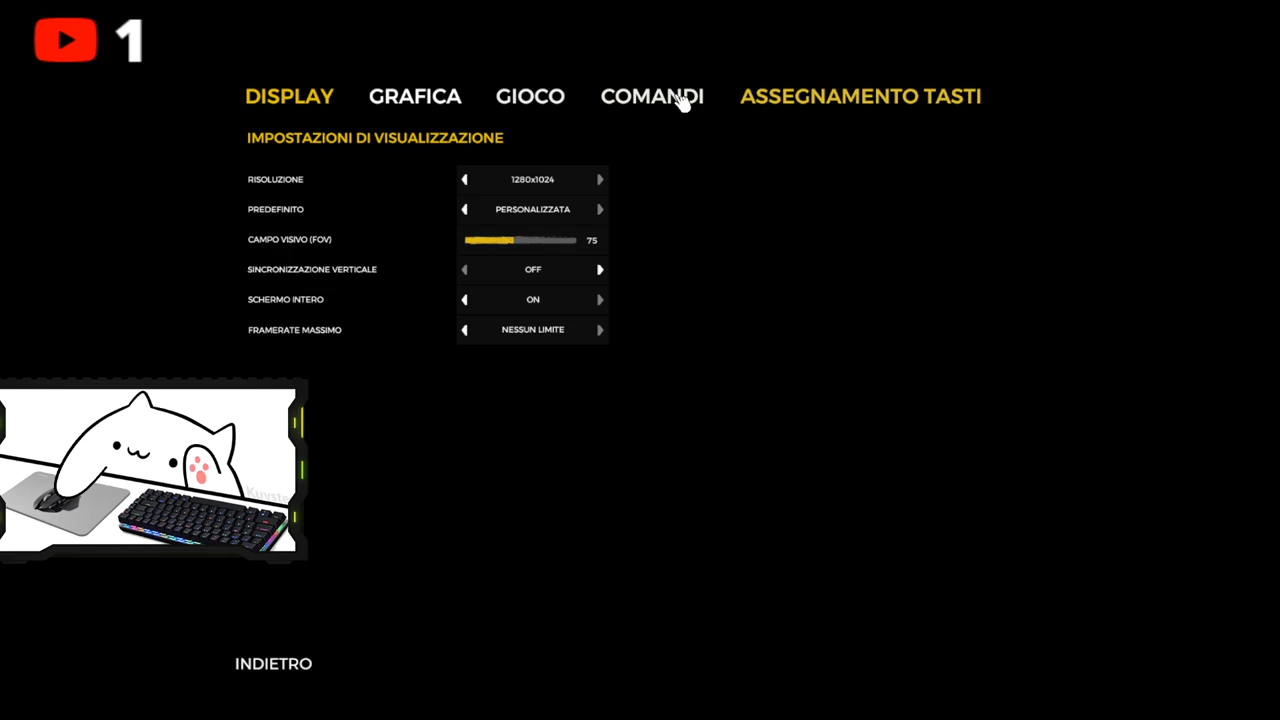 1
DISPLAY GRAFICA GIOCO COMANDI ASSEGNAMENTO TASTI
IMPOSTAZIONI DI VISUALIZZAZIONE
RISOLUZIONE 1280x1024
PREDEFINITO PERSONALIZZATA
CAMPO VISIVO (FOV) 75
SINCRONIZZAZIONE VERTICALE OFF
SCHERMO INTERO ON
FRAMERATE MASSIMO NESSUN LIMITE
INDIETRO